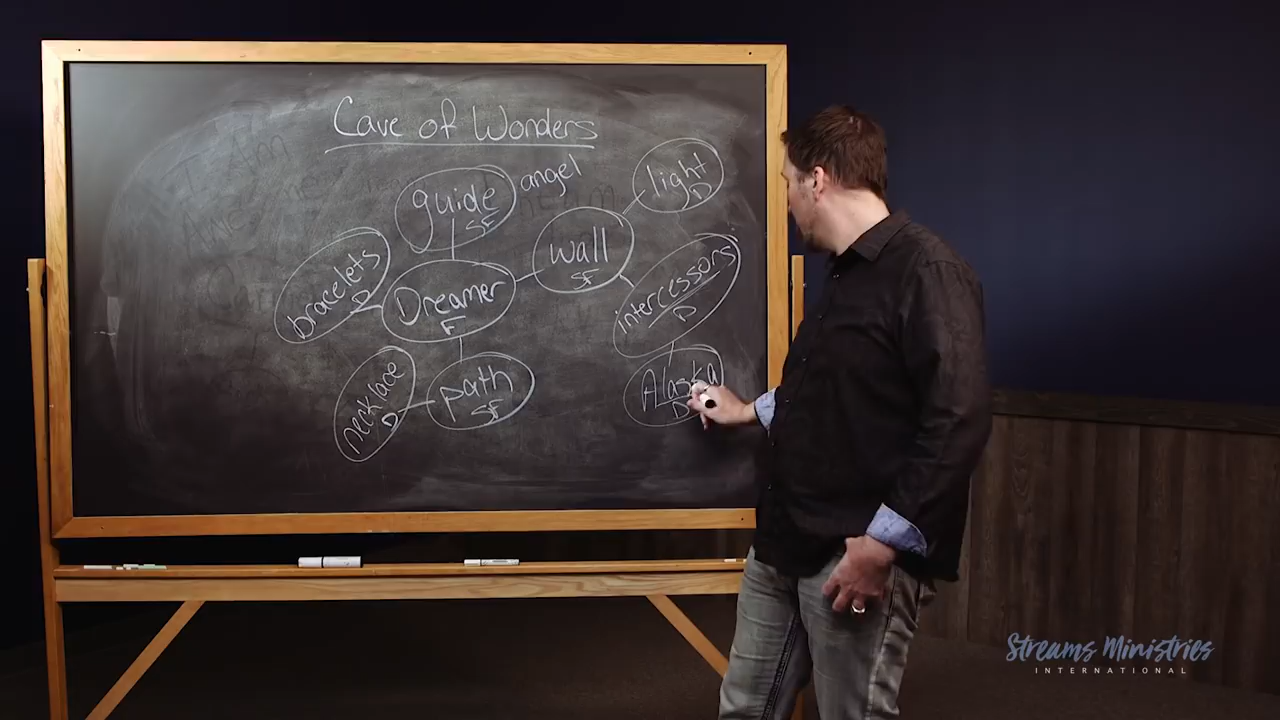 Cave of Wonders
guide
SF
angel
light
D
wall
SF
bracelets
D
Dreamer
F
intercessors
D
necklace
D
path
SF
Alaska
D
I Am
Streams Ministries
INTERNATIONAL